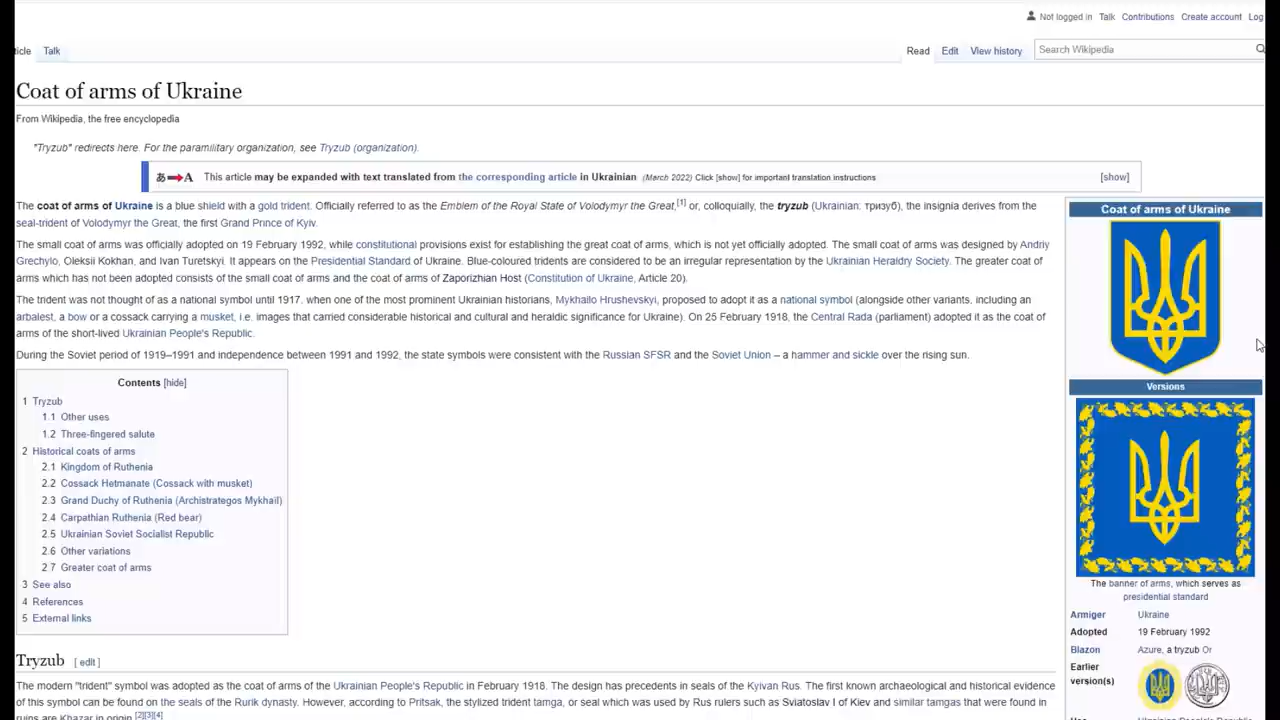 Not logged in Talk Contributions Create account Log
ticle Talk Read Edit View history Search Wikipedia
Coat of arms of Ukraine
From Wikipedia, the free encyclopedia
"Tryzub" redirects here. For the paramilitary organization, see Tryzub (organization).
あ A This article may be expanded with text translated from the corresponding article in Ukrainian (March 2022) Click [show] for important translation instructions [show]
The coat of arms of Ukraine is a blue shield with a gold trident. Officially referred to as the Emblem of the Royal State of Volodymyr the Great,[1] or, colloquially, the tryzub (Ukrainian: тризуб), the insignia derives from the
seal-trident of Volodymyr the Great, the first Grand Prince of Kyiv.
The small coat of arms was officially adopted on 19 February 1992, while constitutional provisions exist for establishing the great coat of arms, which is not yet officially adopted. The small coat of arms was designed by Andriy
Grechylo, Oleksii Kokhan, and Ivan Turetskyi. It appears on the Presidential Standard of Ukraine. Blue-coloured tridents are considered to be an irregular representation by the Ukrainian Heraldry Society. The greater coat of
arms which has not been adopted consists of the small coat of arms and the coat of arms of Zaporizhian Host (Constitution of Ukraine, Article 20).
The trident was not thought of as a national symbol until 1917, when one of the most prominent Ukrainian historians, Mykhailo Hrushevskyi, proposed to adopt it as a national symbol (alongside other variants, including an
arbalest, a bow or a cossack carrying a musket, i.e. images that carried considerable historical and cultural and heraldic significance for Ukraine). On 25 February 1918, the Central Rada (parliament) adopted it as the coat of
arms of the short-lived Ukrainian People's Republic.
During the Soviet period of 1919–1991 and independence between 1991 and 1992, the state symbols were consistent with the Russian SFSR and the Soviet Union – a hammer and sickle over the rising sun.
Contents [hide]
1 Tryzub
1.1 Other uses
1.2 Three-fingered salute
2 Historical coats of arms
2.1 Kingdom of Ruthenia
2.2 Cossack Hetmanate (Cossack with musket)
2.3 Grand Duchy of Ruthenia (Archistrategos Mykhail)
2.4 Carpathian Ruthenia (Red bear)
2.5 Ukrainian Soviet Socialist Republic
2.6 Other variations
2.7 Greater coat of arms
3 See also
4 References
5 External links
Tryzub [ edit ]
The modern "trident" symbol was adopted as the coat of arms of the Ukrainian People's Republic in February 1918. The design has precedents in seals of the Kyivan Rus. The first known archaeological and historical evidence
of this symbol can be found on the seals of the Rurik dynasty. However, according to Pritsak, the stylized trident tamga, or seal which was used by Rus rulers such as Sviatoslav I of Kiev and similar tamgas that were found in
ruins are Khazar in origin.[2][3][4]
Coat of arms of Ukraine
Versions
The banner of arms, which serves as
presidential standard
Armiger Ukraine
Adopted 19 February 1992
Blazon Azure, a tryzub Or
Earlier
version(s)